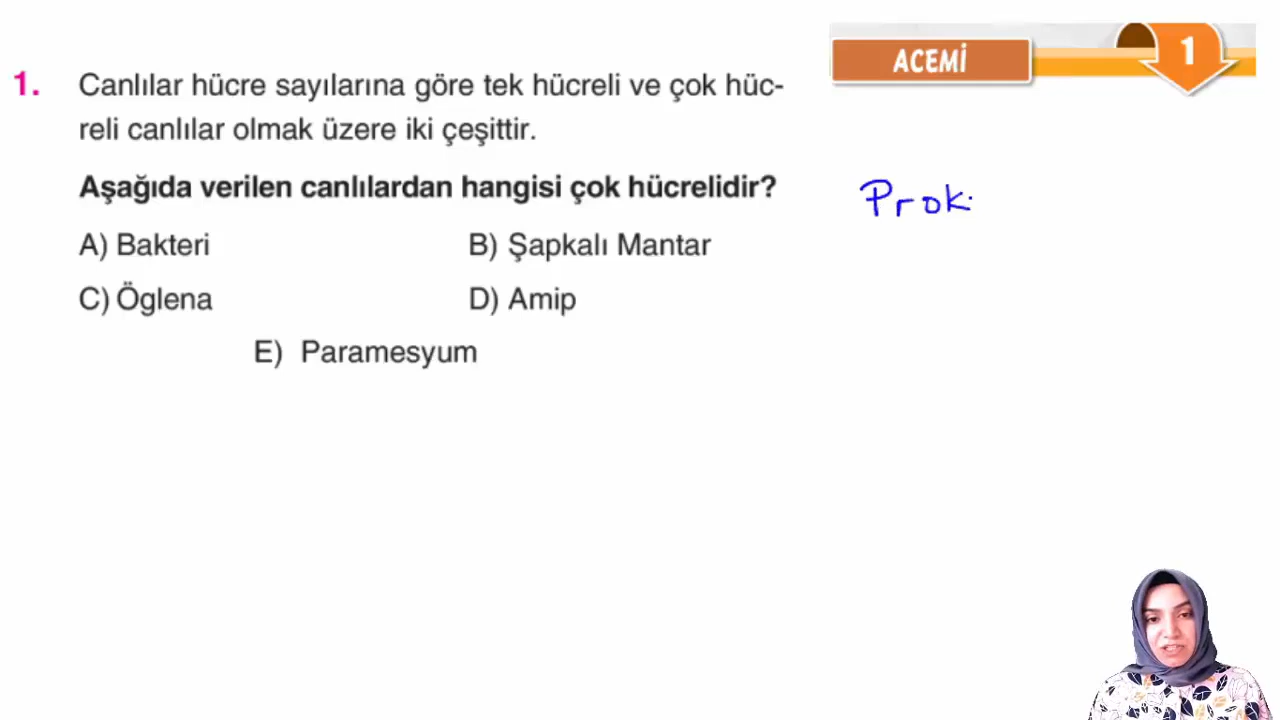 ACEMİ
1
1. Canlılar hücre sayılarına göre tek hücreli ve çok hüc-
reli canlılar olmak üzere iki çeşittir.
Aşağıda verilen canlılardan hangisi çok hücrelidir?
Prok.
A) Bakteri B) Şapkalı Mantar
C) Öglena D) Amip
E) Paramesyum